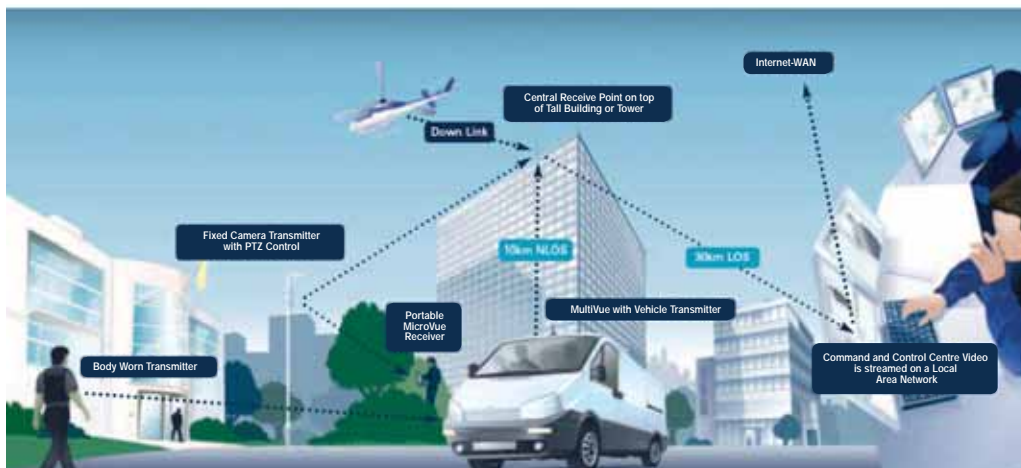 Internet-WAN
Central Receive Point on top
of Tall Building or Tower
Down Link
Fixed Camera Transmitter
with PTZ Control
10km NLOS
30km LOS
Portable
MicroVue
Receiver
MultiVue with Vehicle Transmitter
Body Worn Transmitter
Command and Control Centre Video
is streamed on a Local
Area Network